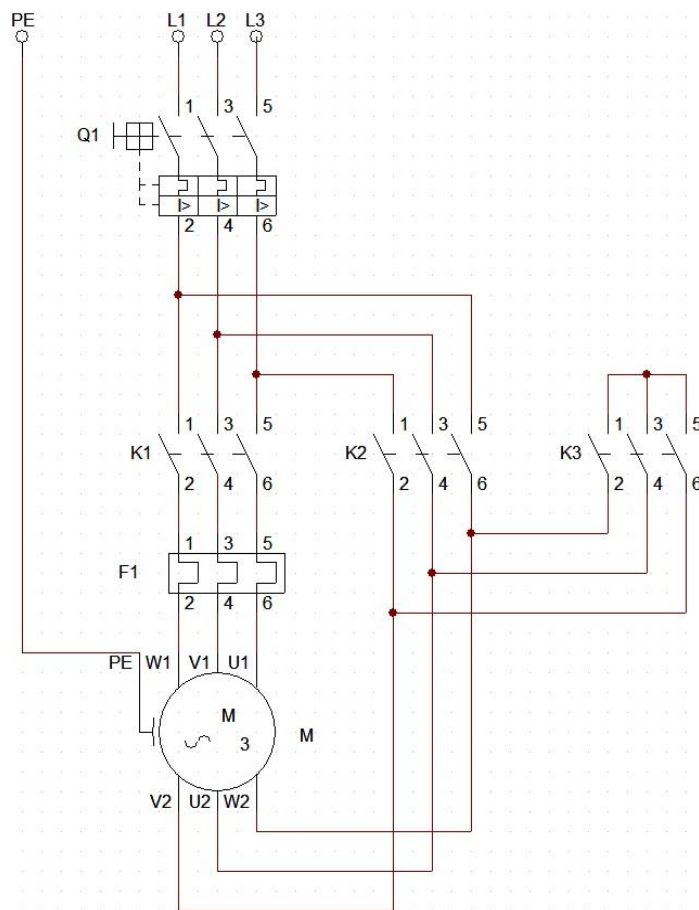 PE L1 L2 L3
1 3 5
Q1
I> I> I>
2 4 6
1 3 5 1 3 5 1 3 5
K1 K2 K3
2 4 6 2 4 6 2 4 6
1 3 5
F1
2 4 6
PE W1 V1 U1
M
3 M
V2 U2 W2